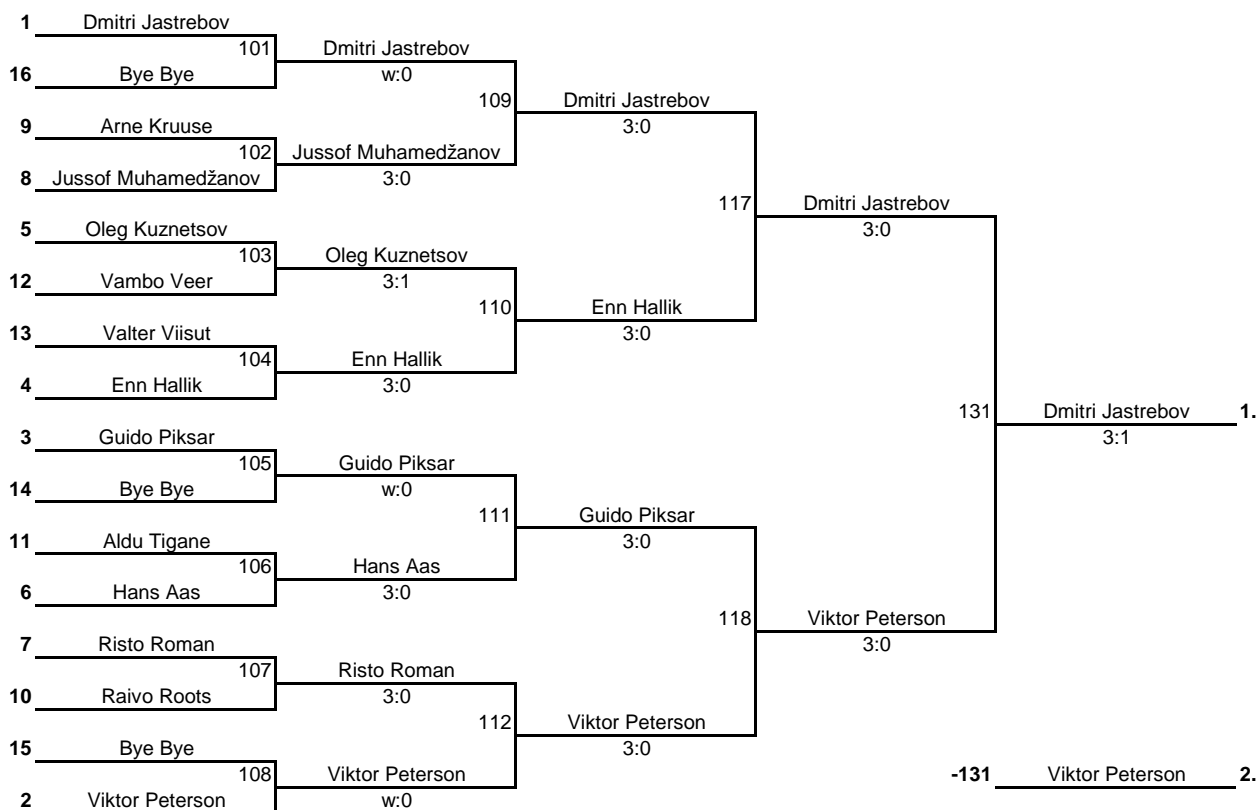 1 Dmitri Jastrebov
101 Dmitri Jastrebov
16 Bye Bye w:0
109 Dmitri Jastrebov
9 Arne Kruuse 3:0
102 Jussof Muhamedžanov
8 Jussof Muhamedžanov 3:0
117 Dmitri Jastrebov
5 Oleg Kuznetsov 3:0
103 Oleg Kuznetsov
12 Vambo Veer 3:1
110 Enn Hallik
13 Valter Viisut 3:0
104 Enn Hallik
4 Enn Hallik 3:0
131 Dmitri Jastrebov 1.
3 Guido Piksar 3:1
105 Guido Piksar
14 Bye Bye w:0
111 Guido Piksar
11 Aldu Tigane 3:0
106 Hans Aas
6 Hans Aas 3:0
118 Viktor Peterson
7 Risto Roman 3:0
107 Risto Roman
10 Raivo Roots 3:0
112 Viktor Peterson
15 Bye Bye 3:0
108 Viktor Peterson -131 Viktor Peterson 2.
2 Viktor Peterson w:0